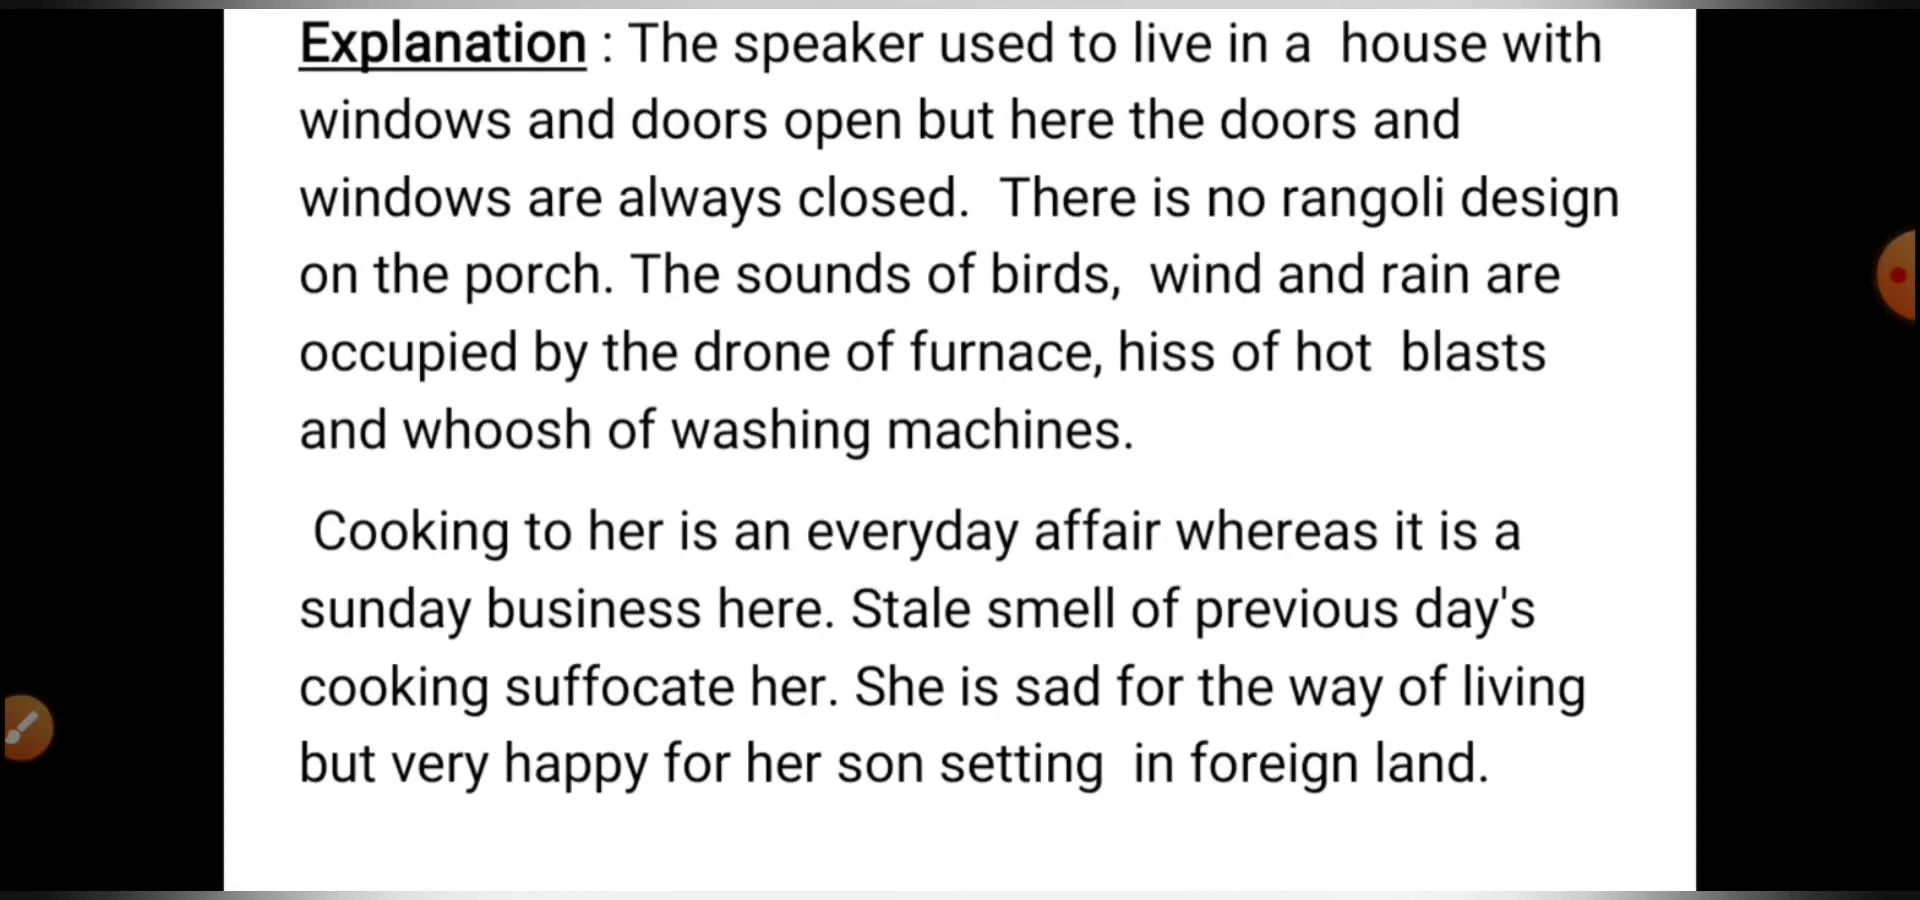 Explanation : The speaker used to live in a house with
windows and doors open but here the doors and
windows are always closed. There is no rangoli design
on the porch. The sounds of birds, wind and rain are
occupied by the drone of furnace, hiss of hot blasts
and whoosh of washing machines.
Cooking to her is an everyday affair whereas it is a
sunday business here. Stale smell of previous day's
cooking suffocate her. She is sad for the way of living
but very happy for her son setting in foreign land.